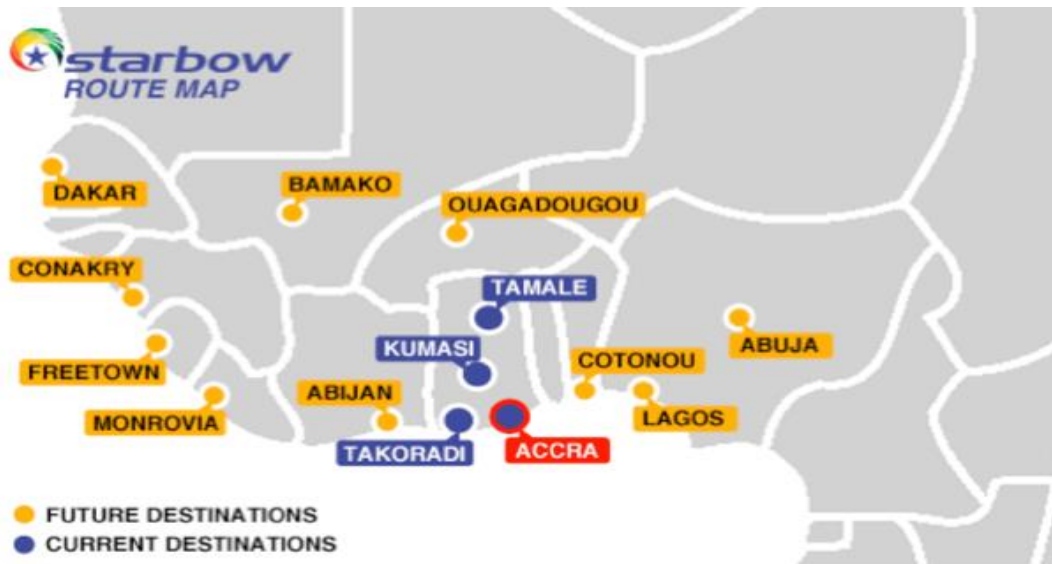 starbow
ROUTE MAP
DAKAR
BAMAKO
OUAGADOUGOU
CONAKRY
TAMALE
KUMASI
COTONOU
ABUJA
FREETOWN
ABIJAN
MONROVIA
LAGOS
TAKORADI
ACCRA
FUTURE DESTINATIONS
CURRENT DESTINATIONS